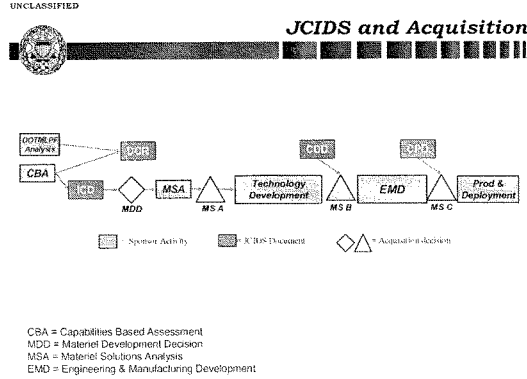 UNCLASSIFIED
JCIDS and Acquisition
DOTMLPF
Analysis
DCR
CDD
CPD
CBA
ICD
MDD
MSA
MS A
Technology
Development
MS B
EMD
MS C
Prod &
Deployment
= Sponsor Activity
= JCIDS Document
= Acquisition decision
CBA = Capabilities Based Assessment
MDD = Materiel Development Decision
MSA = Materiel Solutions Analysis
EMD = Engineering & Manufacturing Development